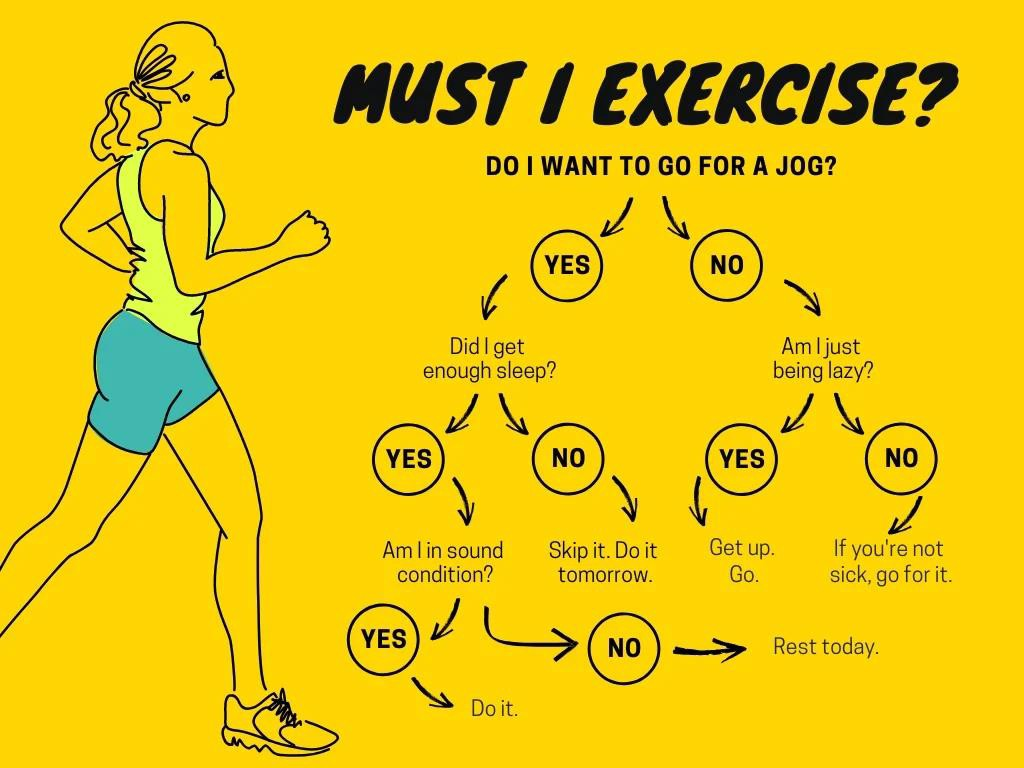 MUST I EXERCISE?
DO I WANT TO GO FOR A JOG?
YES
NO
Did I get
enough sleep?
Am I just
being lazy?
YES
NO
YES
NO
Am I in sound
condition?
Skip it. Do it
tomorrow.
Get up.
Go.
If you're not
sick, go for it.
YES
NO
Rest today.
Do it.